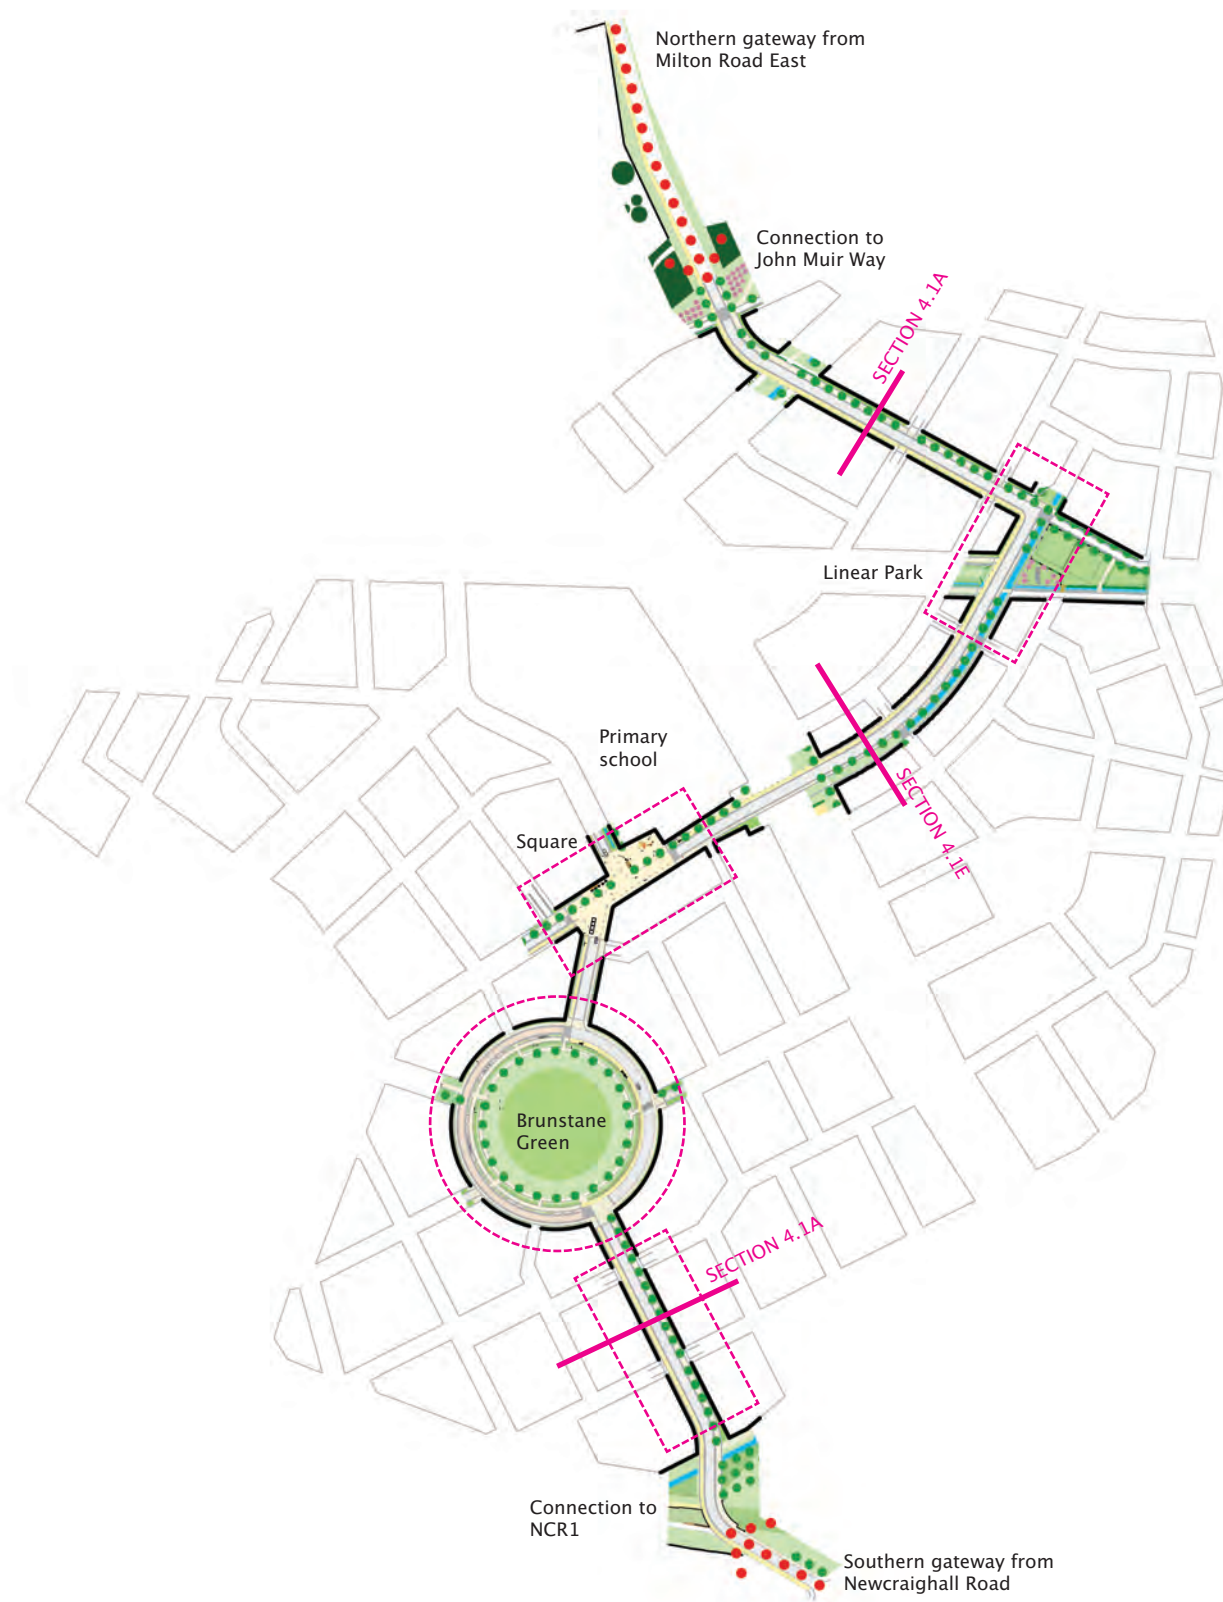 Northern gateway from
Milton Road East
Connection to
John Muir Way
SECTION 4.1A
Linear Park
Primary
school
SECTION 4.1E
Square
Brunstane
Green
SECTION 4.1A
Connection to
NCR1
Southern gateway from
Newcraighall Road